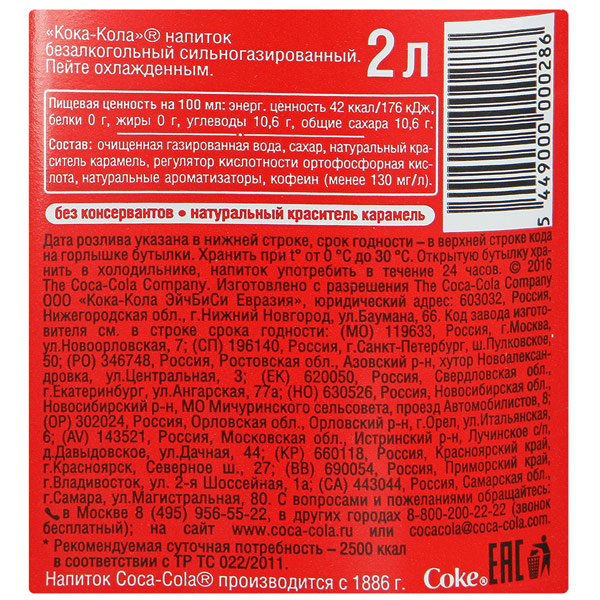 «Кока-Кола»® напиток
безалкогольный сильногазированный.
Пейте охлажденным.
2 л
Пищевая ценность на 100 мл: энерг. ценность 42 ккал/176 кДж,
белки 0 г, жиры 0 г, углеводы 10,6 г, общие сахара 10,6 г.
Состав: очищенная газированная вода, сахар, натуральный кра-
ситель карамель, регулятор кислотности ортофосфорная кис-
лота, натуральные ароматизаторы, кофеин (менее 130 мг/л).
без консервантов • натуральный краситель карамель
5 449000 000286
Дата розлива указана в нижней строке, срок годности – в верхней строке кода
на горлышке бутылки. Хранить при t° от 0 °C до 30 °C. Открытую бутылку хра-
нить в холодильнике, напиток употребить в течение 24 часов. © 2016
The Coca-Cola Company. Изготовлено с разрешения The Coca-Cola Company
ООО «Кока-Кола ЭйчБиСи Евразия», юридический адрес: 603032, Россия,
Нижегородская обл., г.Нижний Новгород, ул.Баумана, 66. Код завода изгото-
вителя см. в строке срока годности: (МО) 119633, Россия, г.Москва,
ул.Новоорловская, 7; (СП) 196140, Россия, г.Санкт-Петербург, ш.Пулковское,
50; (РО) 346748, Россия, Ростовская обл., Азовский р-н, хутор Новоалексан-
дровка, ул.Центральная, 3; (ЕК) 620050, Россия, Свердловская обл.,
г.Екатеринбург, ул.Ангарская, 77а; (НО) 630526, Россия, Новосибирская обл.,
Новосибирский р-н, МО Мичуринского сельсовета, проезд Автомобилистов, 8;
(ОР) 302024, Россия, Орловская обл., Орловский р-н, г.Орел, ул.Итальянская,
6; (AV) 143521, Россия, Московская обл., Истринский р-н, Лучинское с/п,
д.Давыдовское, ул.Дачная, 44; (КР) 660118, Россия, Красноярский край,
г.Красноярск, Северное ш., 27; (ВВ) 690054, Россия, Приморский край,
г.Владивосток, ул. 2-я Шоссейная, 1а; (СА) 443044, Россия, Самарская обл.,
г.Самара, ул.Магистральная, 80. С вопросами и пожеланиями обращайтесь:
в Москве 8 (495) 956-55-22, в других городах 8-800-200-22-22 (звонок
бесплатный); на сайт www.coca-cola.ru или cocacola@coca-cola.com.
* Рекомендуемая суточная потребность – 2500 ккал
в соответствии с ТР ТС 022/2011.
Напиток Coca-Cola® производится с 1886 г.
Coke® EAC